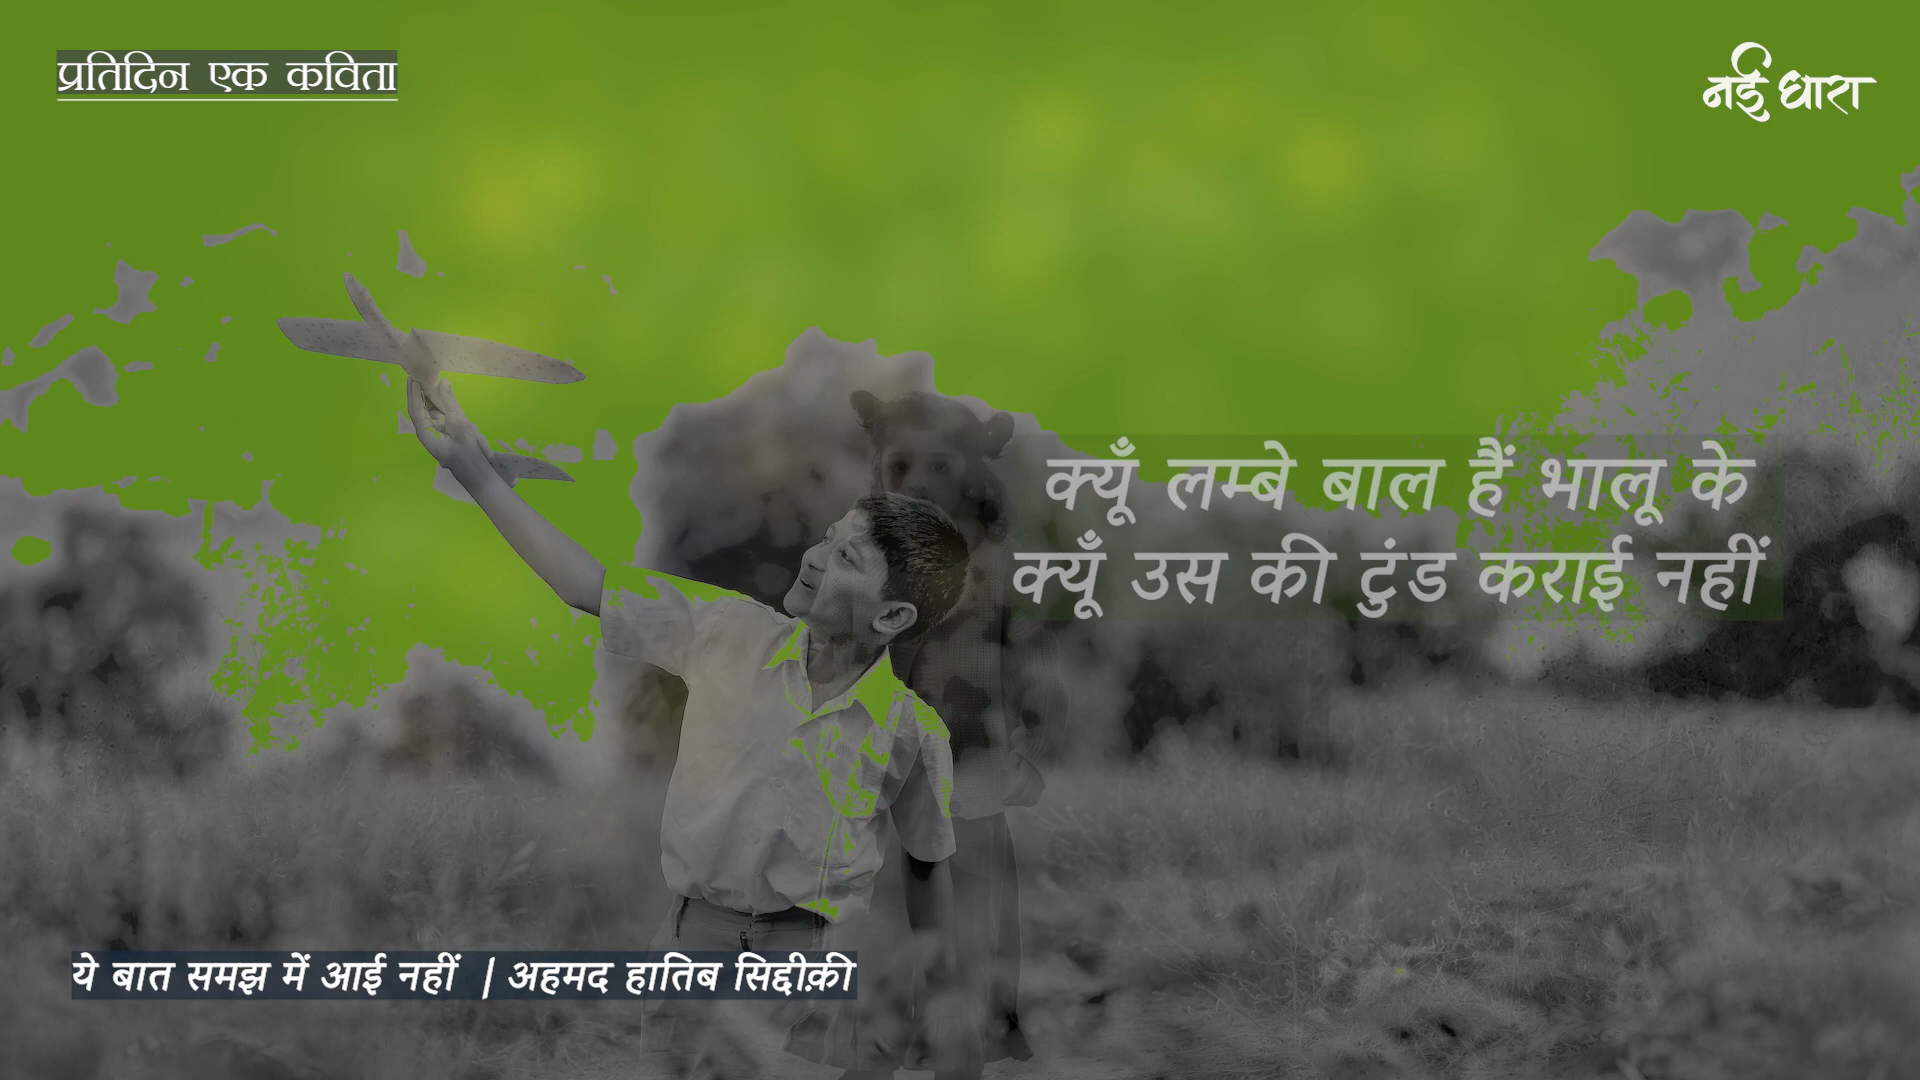 प्रतिदिन एक कविता
नई धारा
क्यूँ लम्बे बाल हैं भालू के
क्यूँ उस की टुंड कराई नहीं
ये बात समझ में आई नहीं | अहमद हातिब सिद्दीक़ी